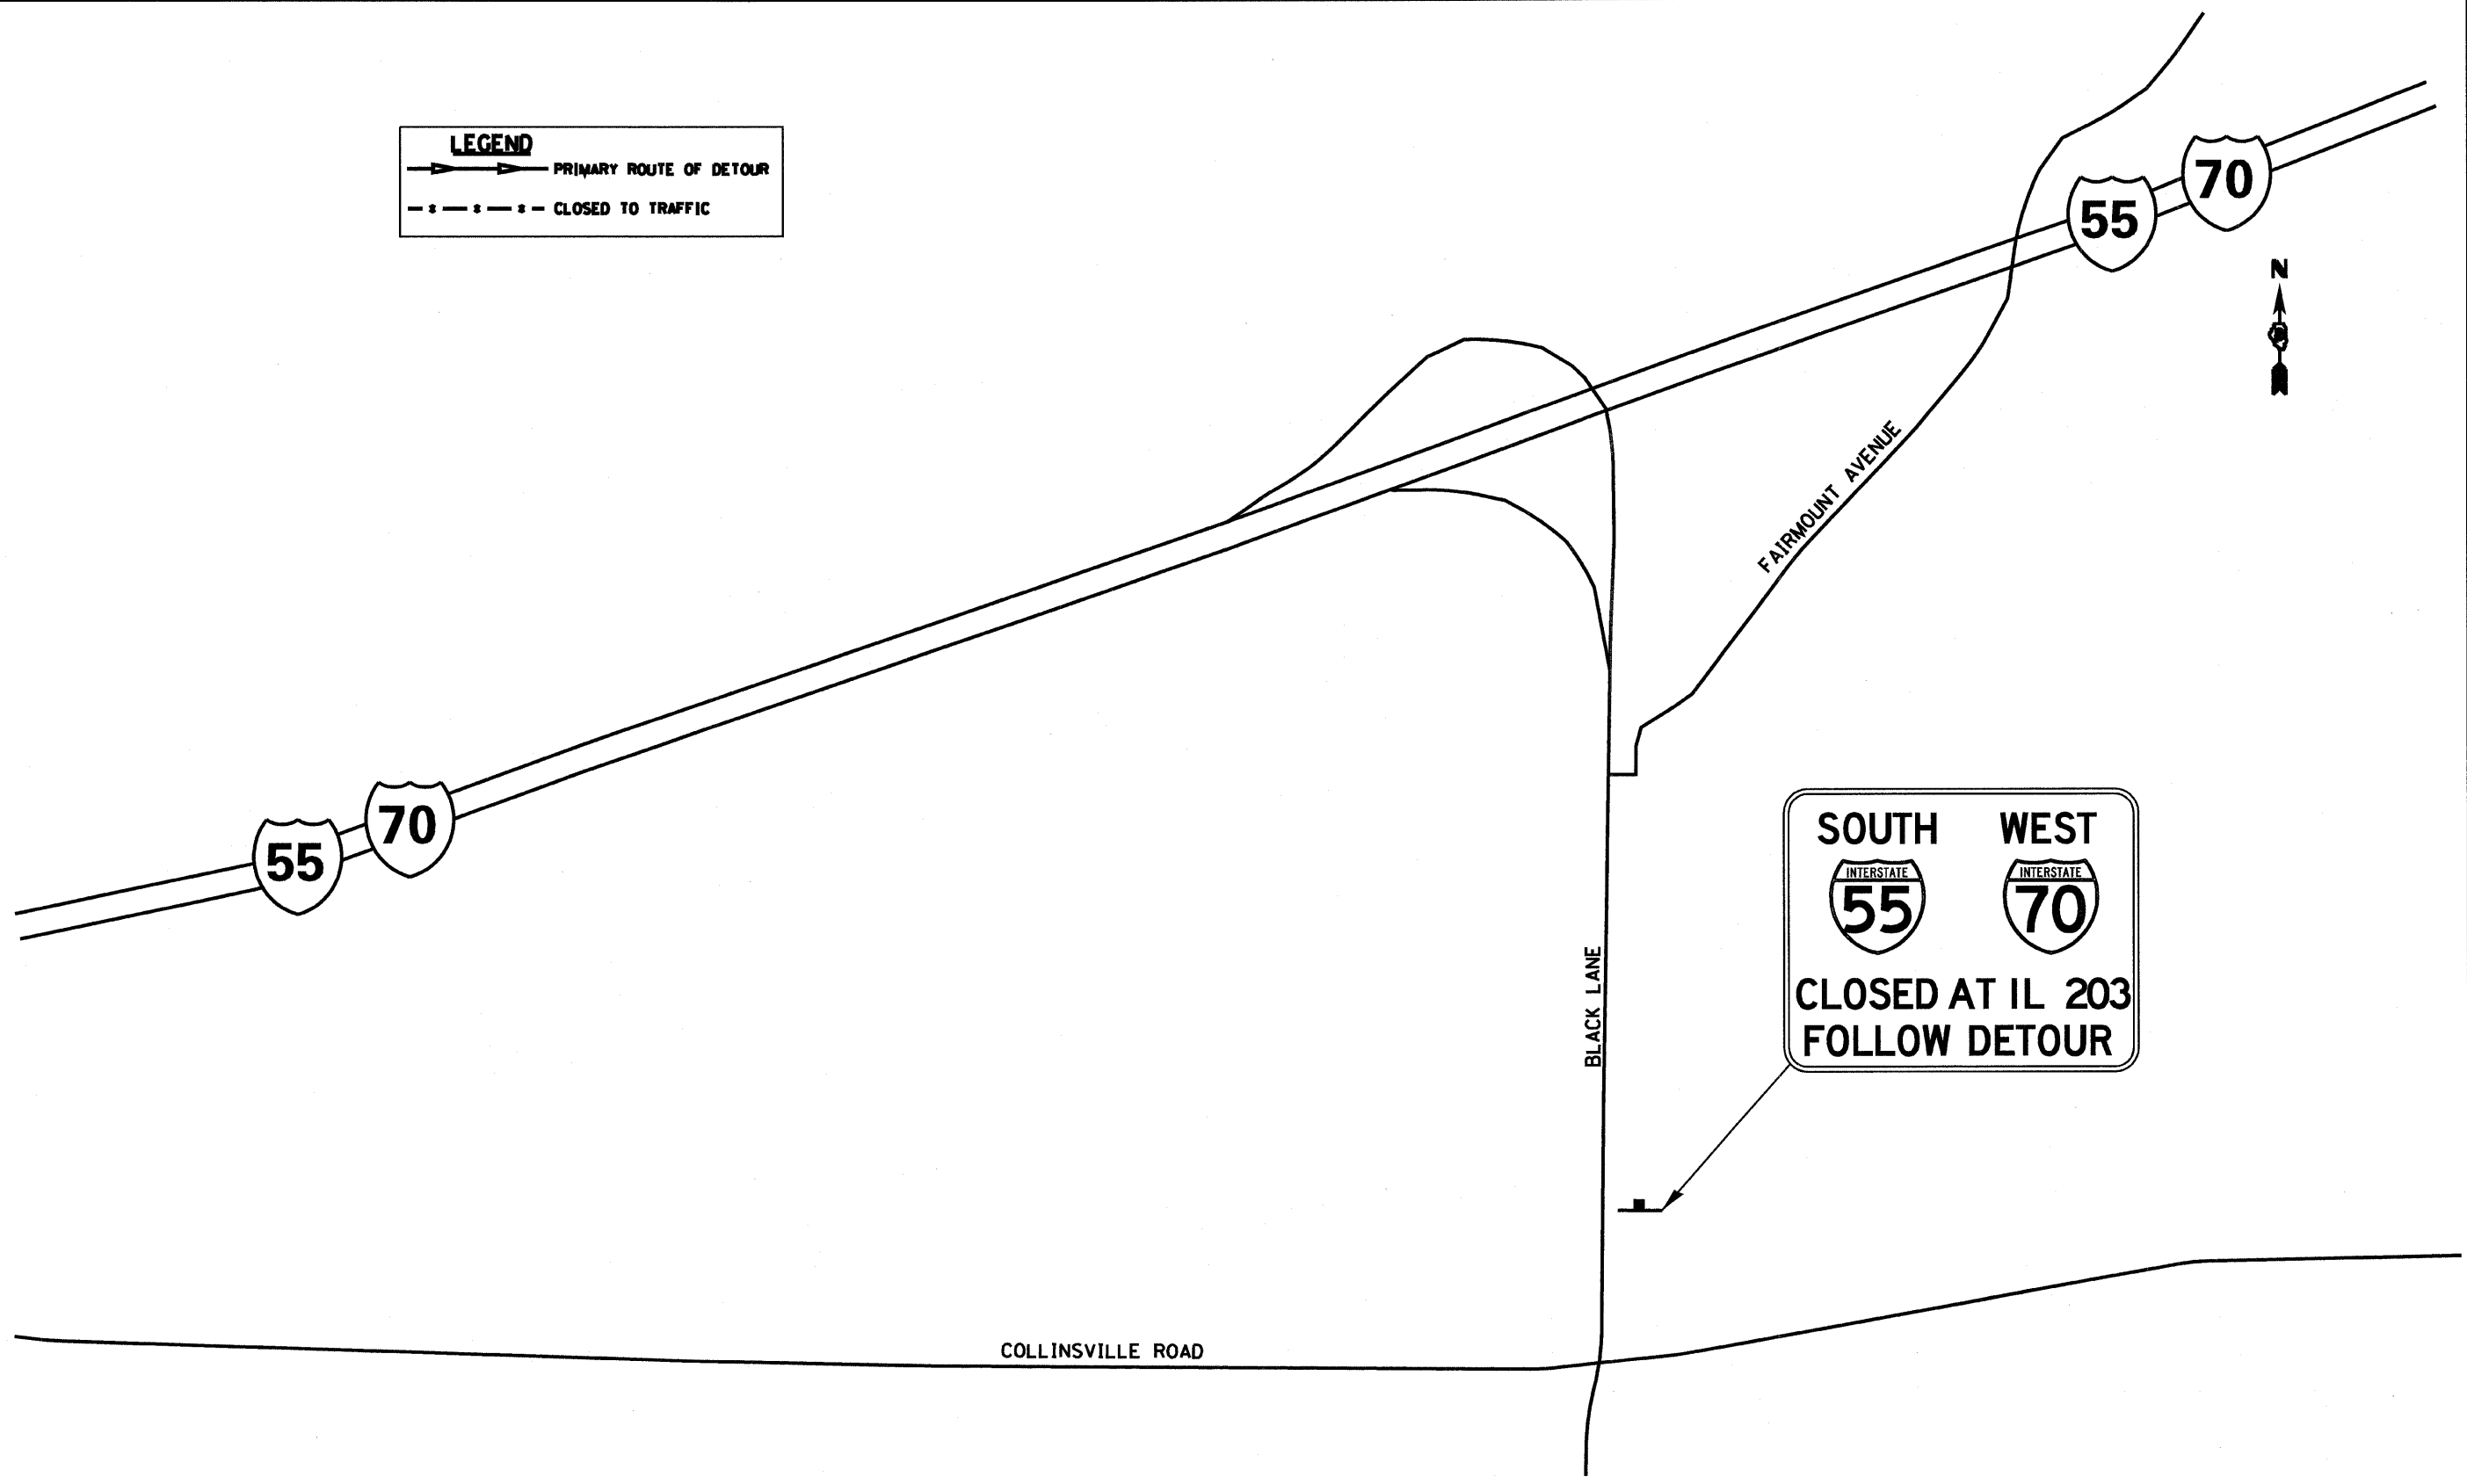 LEGEND
PRIMARY ROUTE OF DETOUR
CLOSED TO TRAFFIC
70
55
N
FAIRMOUNT AVENUE
70
55
SOUTH WEST
INTERSTATE INTERSTATE
55 70
CLOSED AT IL 203
FOLLOW DETOUR
BLACK LANE
COLLINSVILLE ROAD